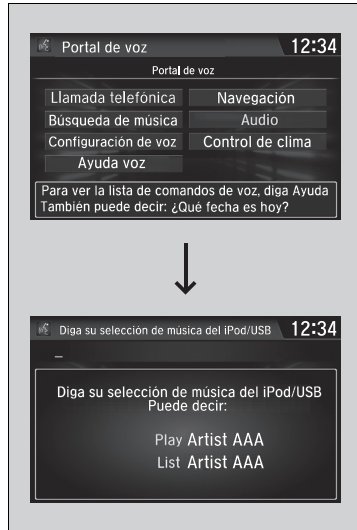 Portal de voz 12:34
Portal de voz
Llamada telefónica Navegación
Búsqueda de música Audio
Configuración de voz Control de clima
Ayuda voz
Para ver la lista de comandos de voz, diga Ayuda
También puede decir: ¿Qué fecha es hoy?
Diga su selección de música del iPod/USB 12:34
Diga su selección de música del iPod/USB
Puede decir:
Play Artist AAA
List Artist AAA